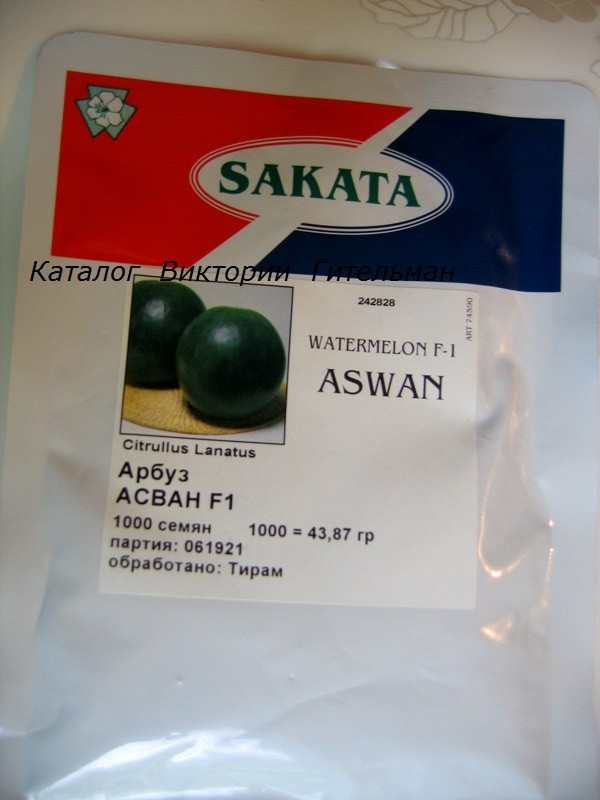 SAKATA
Каталог Виктории Гительман
242828
ART 74590
WATERMELON F-1
ASWAN
Citrullus Lanatus
Арбуз
АСВАН F1
1000 семян 1000 = 43,87 гр
партия: 061921
обработано: Тирам